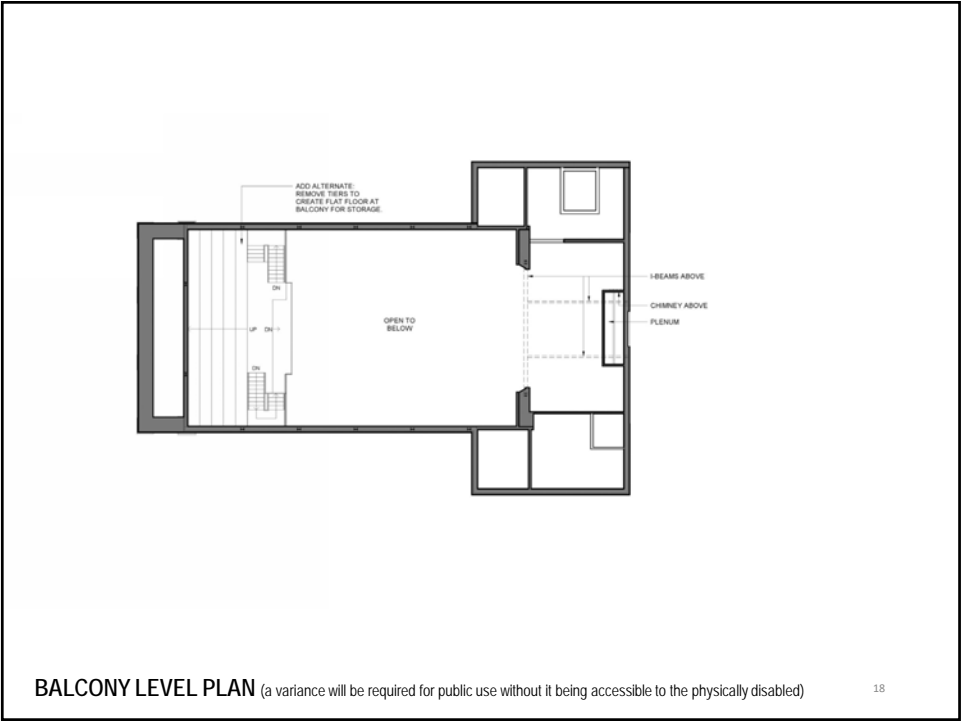 ADD ALTERNATE:
REMOVE TIERS TO
CREATE FLAT FLOOR AT
BALCONY FOR STORAGE.
I-BEAMS ABOVE
DN
CHIMNEY ABOVE
OPEN TO
BELOW
PLENUM
UP DN
DN
BALCONY LEVEL PLAN (a variance will be required for public use without it being accessible to the physically disabled)
18